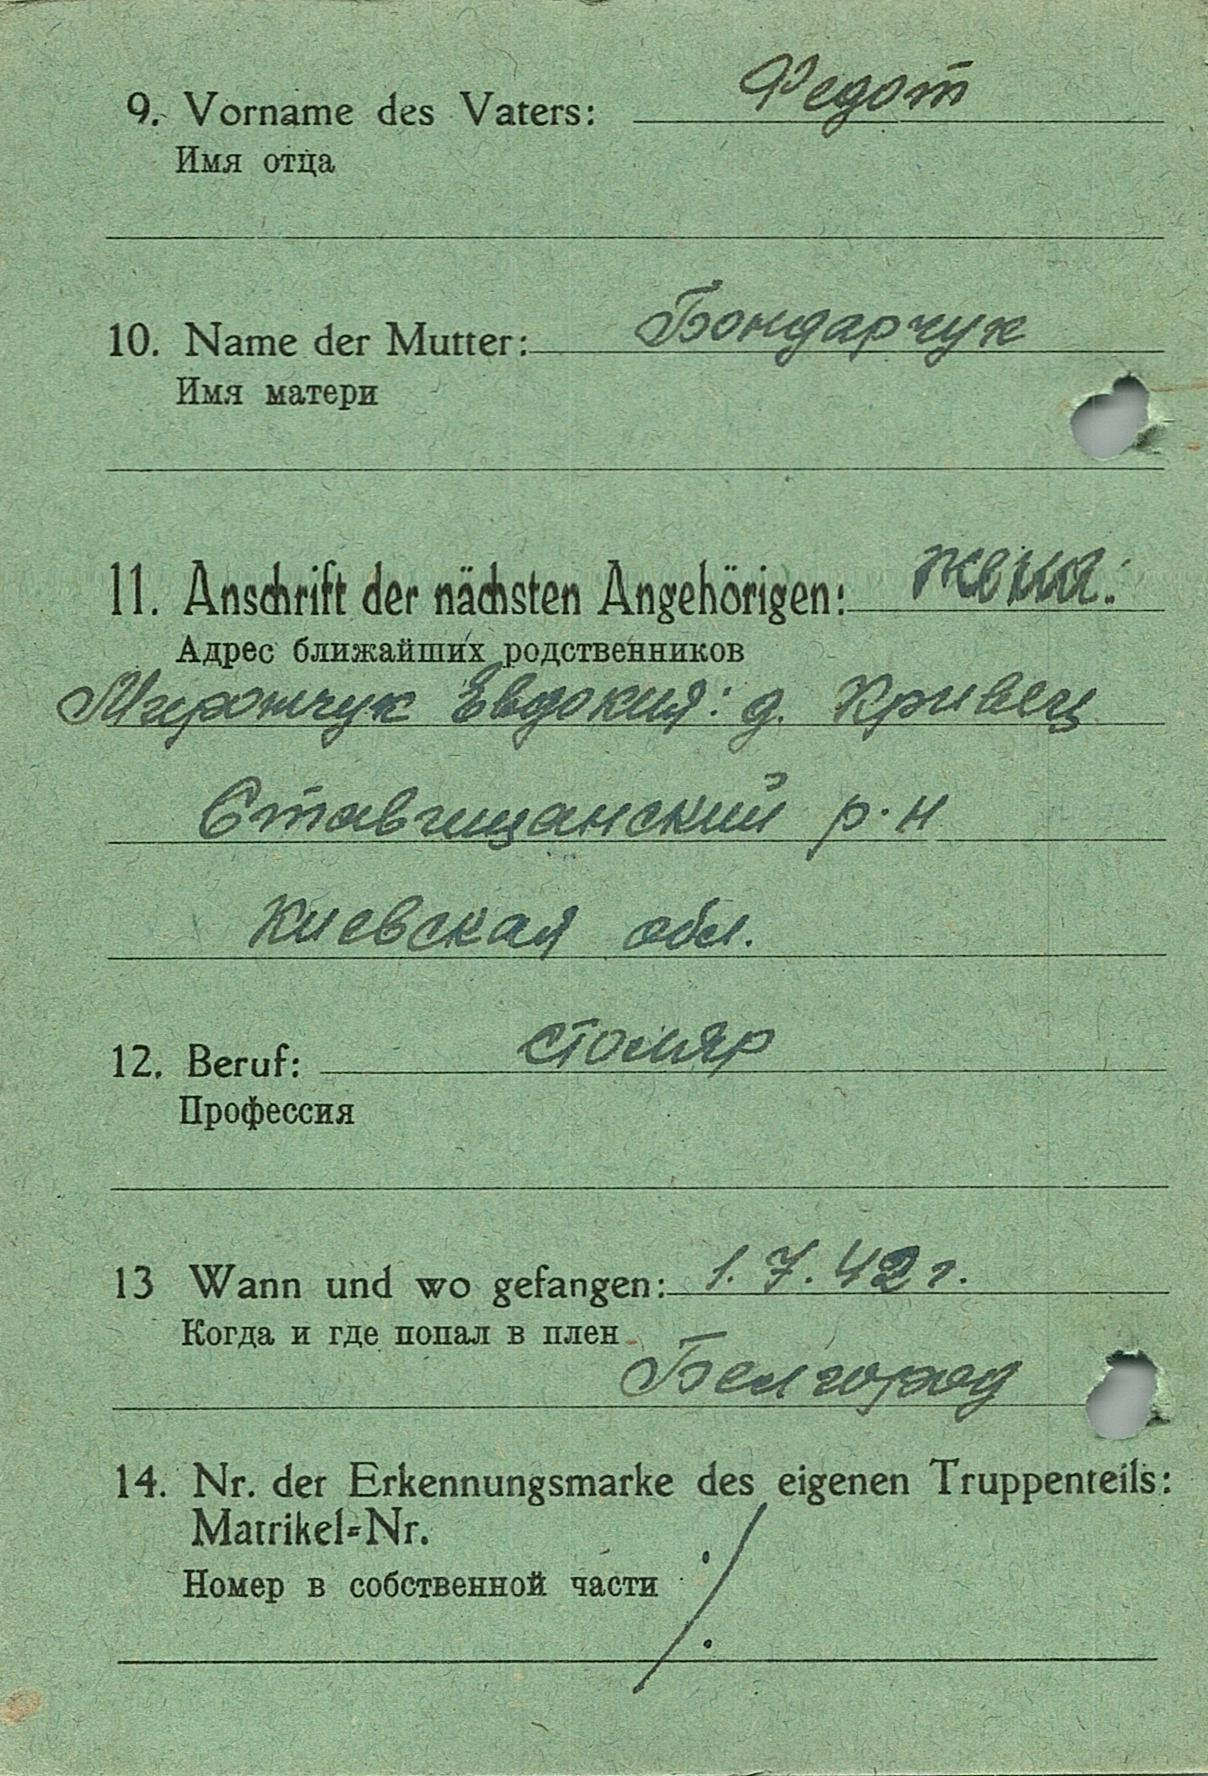 9. Vorname des Vaters: Федот
Имя отца
10. Name der Mutter: Бондарчук
Имя матери
11. Anschrift der nächsten Angehörigen: жена:
Адрес ближайших родственников
Мирончук Евдокия: д. Кривец
Ставищанский р-н
Киевская обл.
12. Beruf: столяр
Профессия
13 Wann und wo gefangen: 1.7.42 г.
Когда и где попал в плен
Белгород
14. Nr. der Erkennungsmarke des eigenen Truppenteils:
Matrikel=Nr.
Номер в собственной части ./.